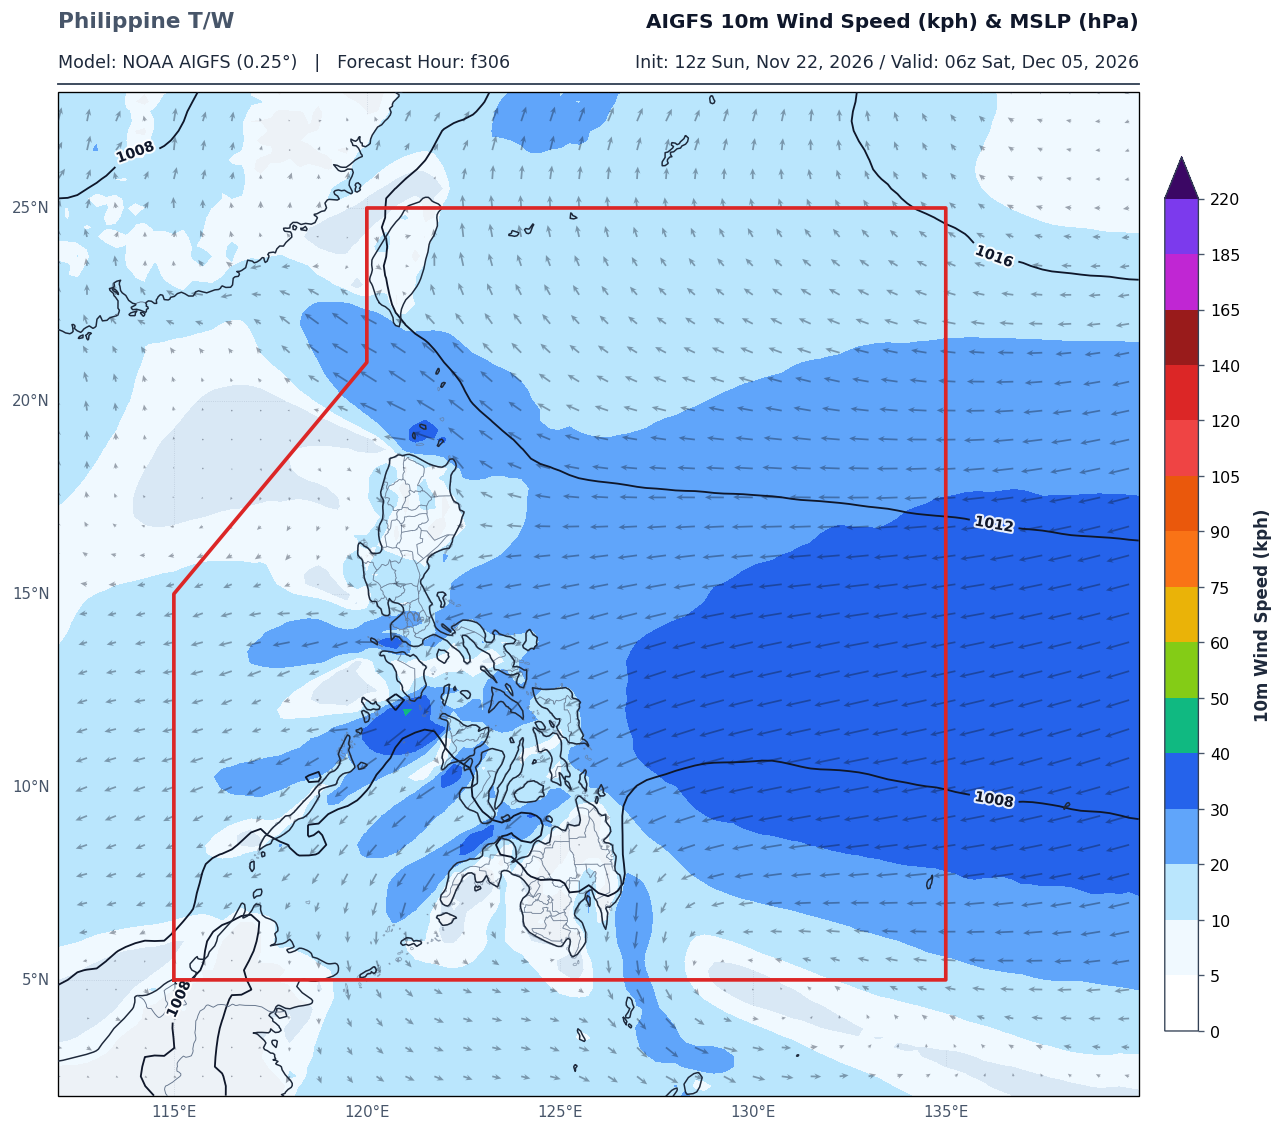 Philippine T/W
AIGFS 10m Wind Speed (kph) & MSLP (hPa)
Model: NOAA AIGFS (0.25°) | Forecast Hour: f306
Init: 12z Sun, Nov 22, 2026 / Valid: 06z Sat, Dec 05, 2026
1008
1016
1012
1008
1008
25°N
20°N
15°N
10°N
5°N
115°E
120°E
125°E
130°E
135°E
220
185
165
140
120
105
90
75
60
50
40
30
20
10
5
0
10m Wind Speed (kph)